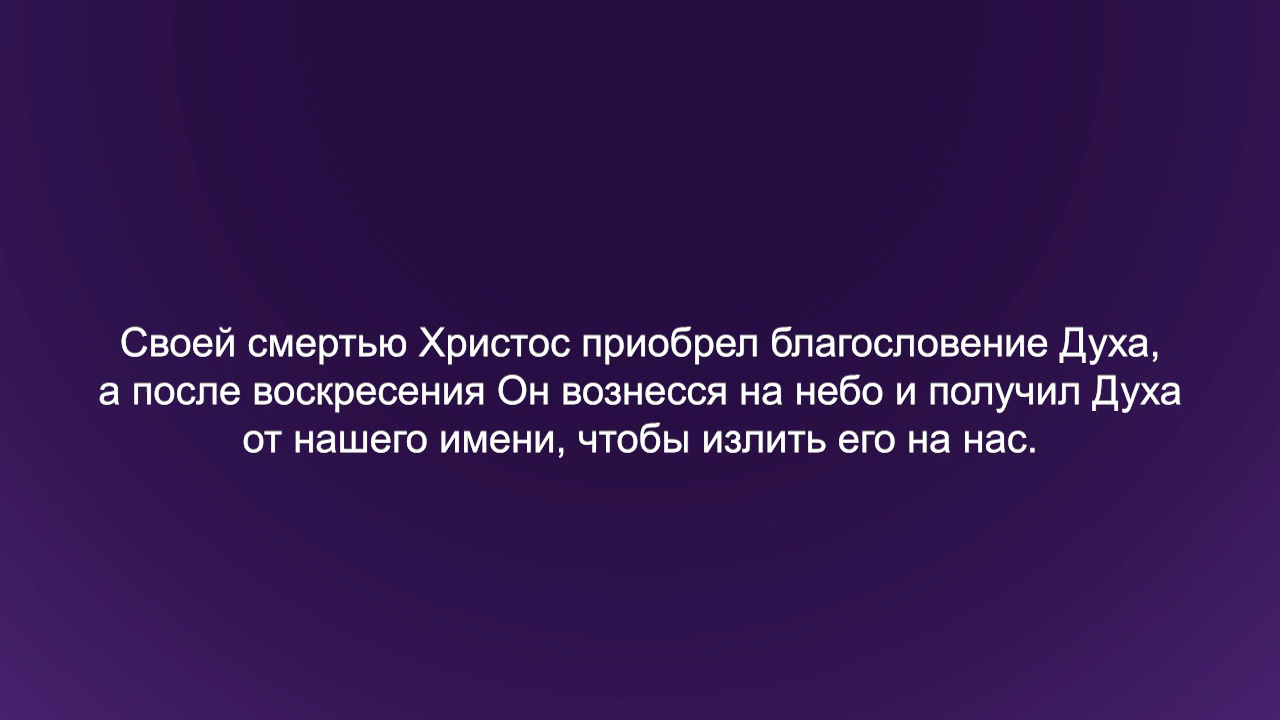 Своей смертью Христос приобрел благословение Духа,
а после воскресения Он вознесся на небо и получил Духа
от нашего имени, чтобы излить его на нас.